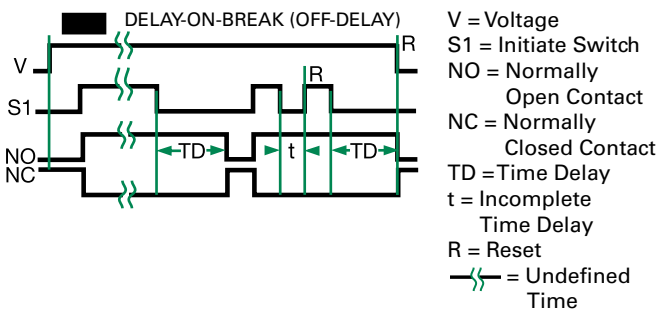 DELAY-ON-BREAK (OFF-DELAY)
R
V
S1
R
NO
NC
TD
t
TD
V = Voltage
S1 = Initiate Switch
NO = Normally
Open Contact
NC = Normally
Closed Contact
TD = Time Delay
t = Incomplete
Time Delay
R = Reset
= Undefined
Time